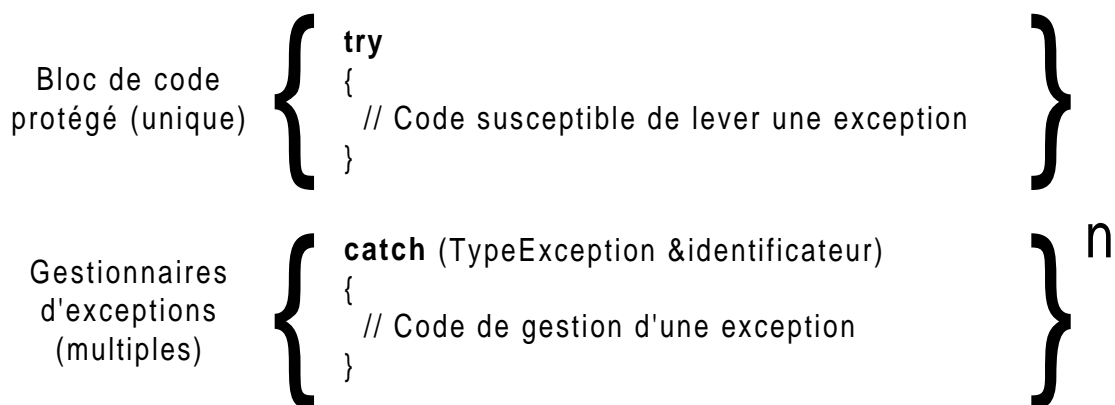 Bloc de code
protégé (unique)
try
{
// Code susceptible de lever une exception
}
Gestionnaires
d'exceptions
(multiples)
catch (TypeException &identificateur)
{
// Code de gestion d'une exception
}
n